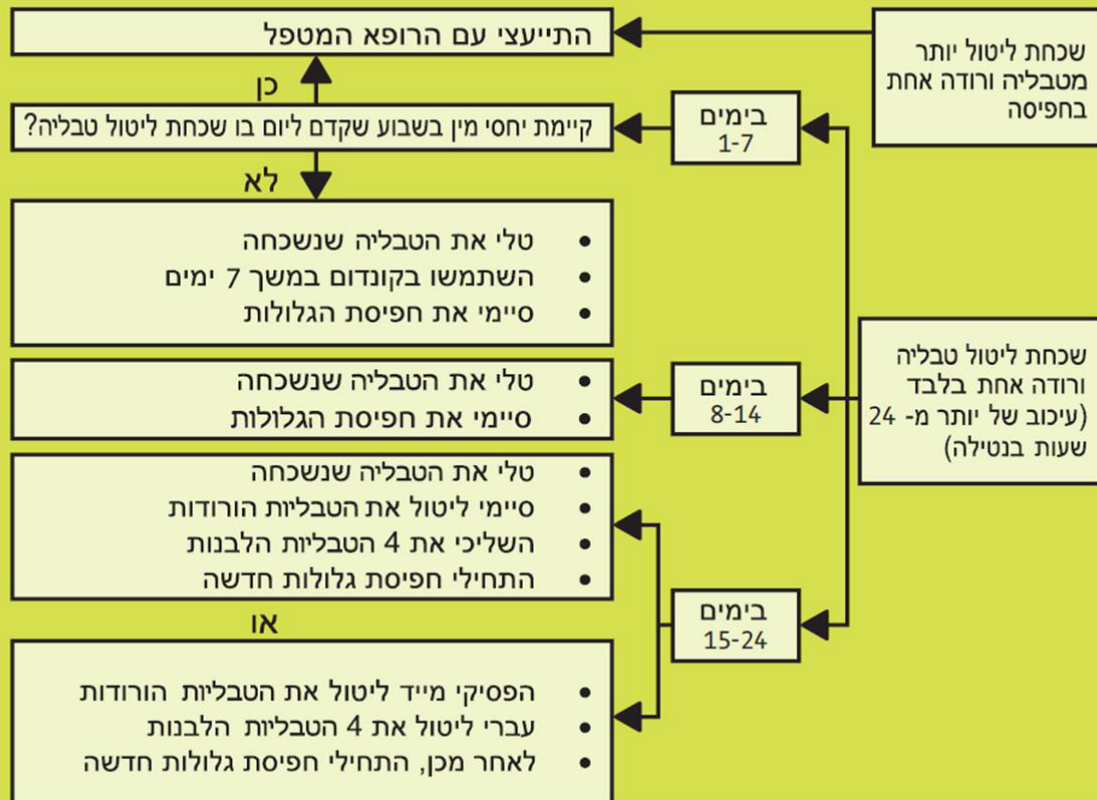 שכחת ליטול יותר
מטבליה ורודה אחת
בחפיסה
התייעצי עם הרופא המטפל
כן
בימים
1-7
קיימת יחסי מין בשבוע שקדם ליום בו שכחת ליטול טבליה?
לא
• טלי את הטבליה שנשכחה
• השתמשו בקונדום במשך 7 ימים
• סיימי את חפיסת הגלולות
שכחת ליטול טבליה
ורודה אחת בלבד
(עיכוב של יותר מ- 24
שעות בנטילה)
בימים
8-14
• טלי את הטבליה שנשכחה
• סיימי את חפיסת הגלולות
בימים
15-24
• טלי את הטבליה שנשכחה
• סיימי ליטול את הטבליות הורודות
• השליכי את 4 הטבליות הלבנות
• התחילי חפיסת גלולות חדשה
או
• הפסיקי מייד ליטול את הטבליות הורודות
• עברי ליטול את 4 הטבליות הלבנות
• לאחר מכן, התחילי חפיסת גלולות חדשה